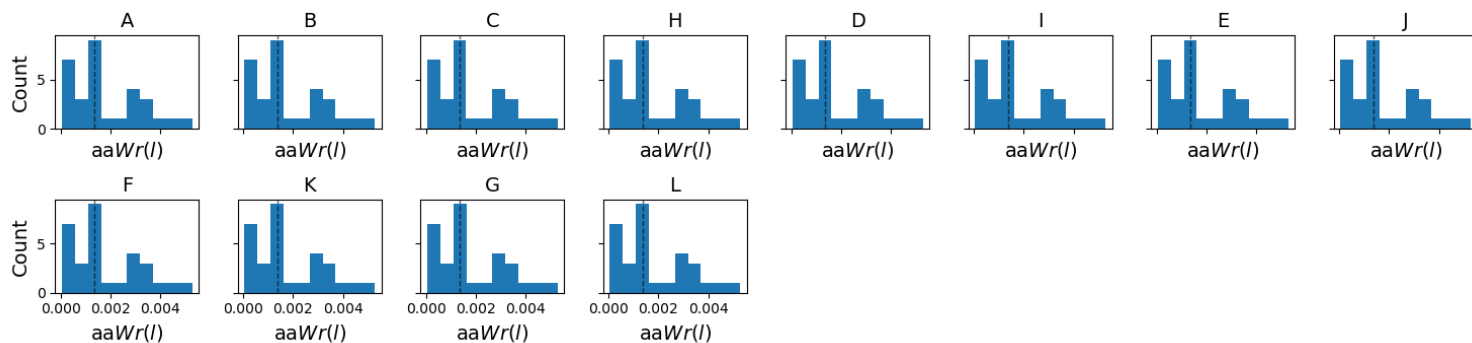 A B C H D I E J
Count
5
0
aaWr(l) aaWr(l) aaWr(l) aaWr(l) aaWr(l) aaWr(l) aaWr(l) aaWr(l)
F K G L
Count
5
0
0.000 0.002 0.004 0.000 0.002 0.004 0.000 0.002 0.004 0.000 0.002 0.004
aaWr(l) aaWr(l) aaWr(l) aaWr(l)